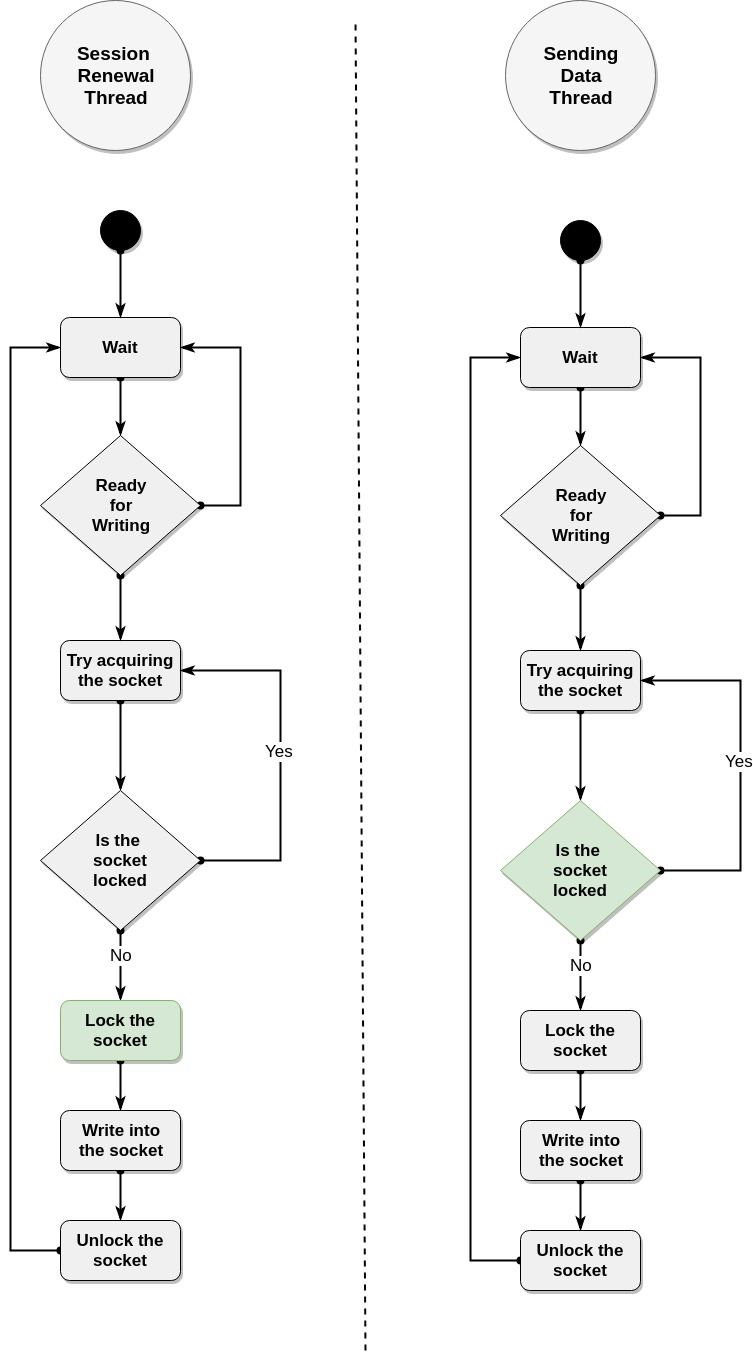 Session
Renewal
Thread
Wait
Ready
for
Writing
Try acquiring
the socket
Yes
Is the
socket
locked
No
Lock the
socket
Write into
the socket
Unlock the
socket
Sending
Data
Thread
Wait
Ready
for
Writing
Try acquiring
the socket
Yes
Is the
socket
locked
No
Lock the
socket
Write into
the socket
Unlock the
socket